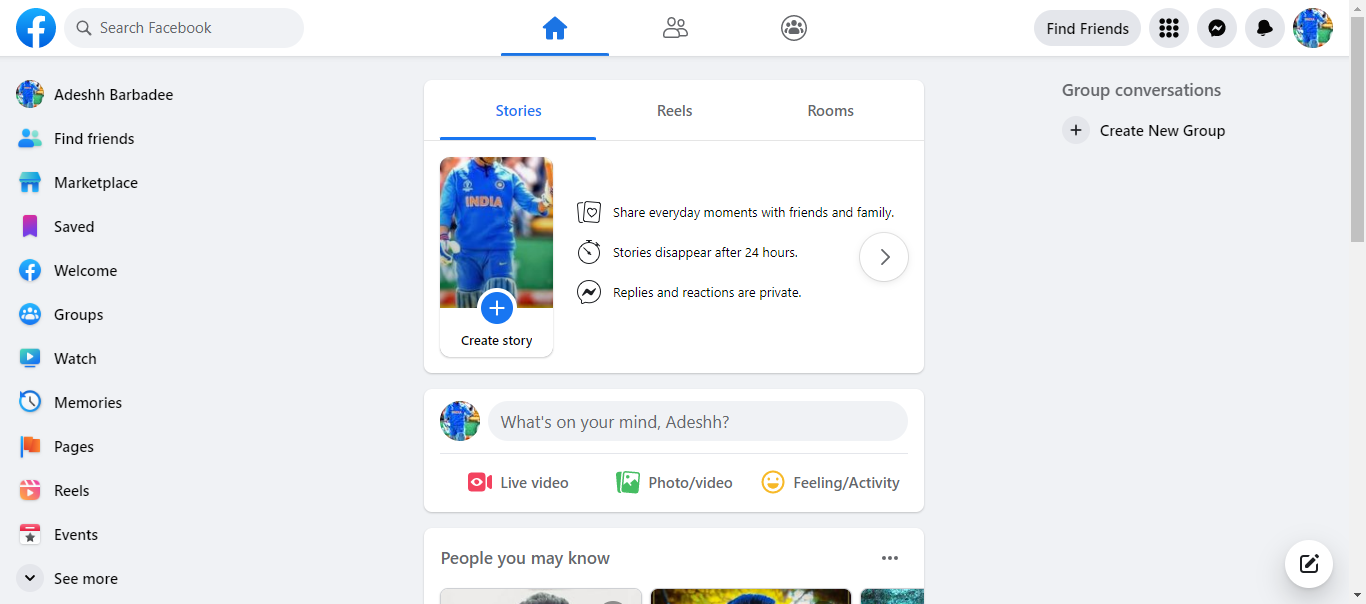 Search Facebook
Find Friends
Adeshh Barbadee
Find friends
Marketplace
Saved
Welcome
Groups
Watch
Memories
Pages
Reels
Events
See more
Stories
Reels
Rooms
INDIA
Create story
Share everyday moments with friends and family.
Stories disappear after 24 hours.
Replies and reactions are private.
What's on your mind, Adeshh?
Live video
Photo/video
Feeling/Activity
People you may know
Group conversations
Create New Group